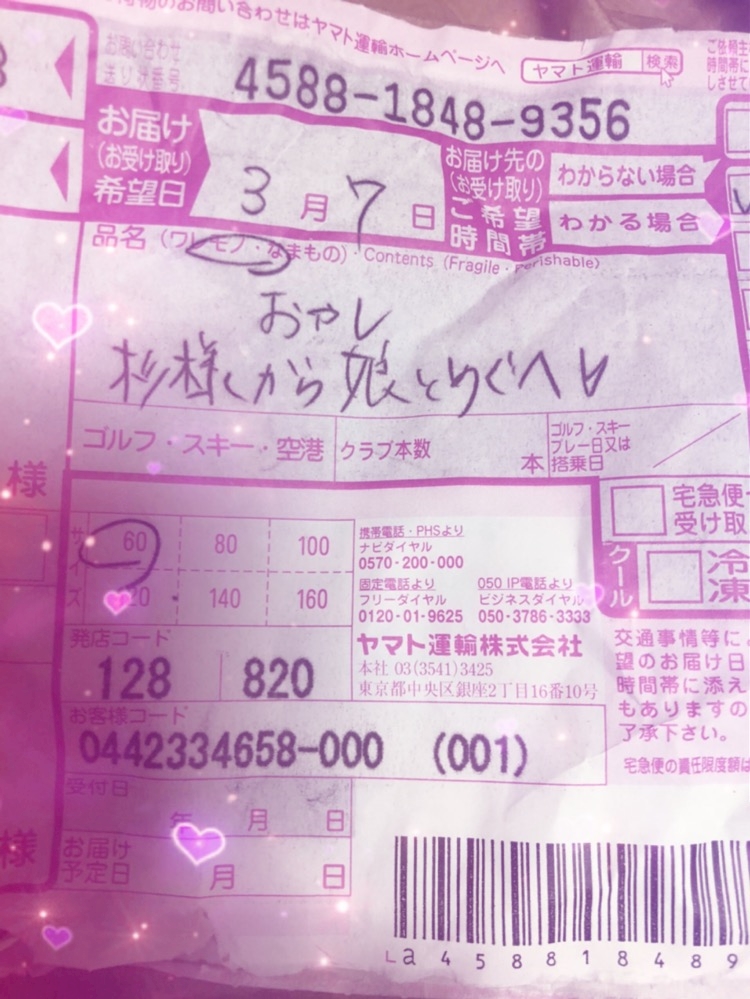 荷物のお問い合わせはヤマト運輸ホームページへ ヤマト運輸 検索
お問い合わせ
送り状番号
4588-1848-9356
お届け
(お受け取り)
希望日
3月7日
お届け先の
(お受け取り)
ご希望
時間帯
わからない場合
わかる場合
品名(ワレモノ・なまもの)・Contents (Fragile・Perishable)
おやし
から娘
ゴルフ・スキー・空港
クラブ本数
本
ゴルフ・スキー
プレー日又は
搭乗日
様
宅急便
受け取
クール
冷
凍
サイズ
60 80 100
120 140 160
携帯電話・PHSより
ナビダイヤル
0570-200-000
固定電話より 050 IP電話より
フリーダイヤル ビジネスダイヤル
0120-01-9625 050-3786-3333
ヤマト運輸株式会社
本社 03(3541)3425
東京都中央区銀座2丁目16番10号
発店コード
128 820
お客様コード
0442334658-000 (001)
受付日
年 月 日
お届け
予定日
月 日
様
交通事情等に
望のお届け日
時間帯に添え
もありますの
了承下さい。
宅急便の責任限度額は
a458818489